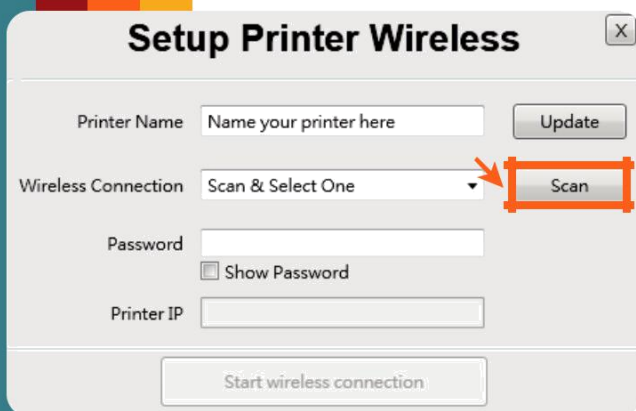 Setup Printer Wireless
X
Printer Name
Name your printer here
Update
Wireless Connection
Scan & Select One
Scan
Password
Show Password
Printer IP
Start wireless connection